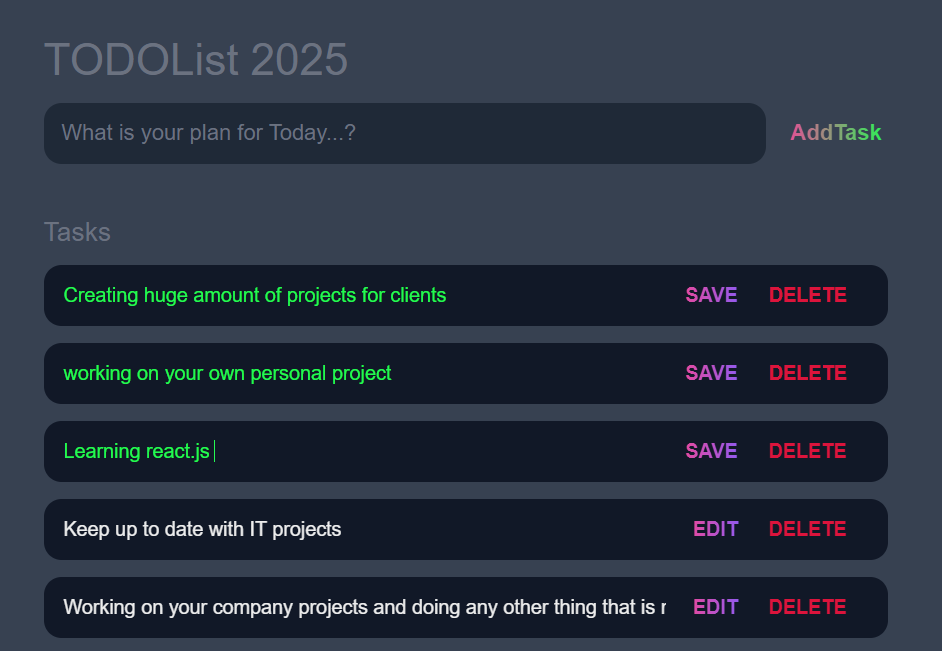 TODOList 2025
What is your plan for Today...?
AddTask
Tasks
Creating huge amount of projects for clients SAVE DELETE
working on your own personal project SAVE DELETE
Learning react.js SAVE DELETE
Keep up to date with IT projects EDIT DELETE
Working on your company projects and doing any other thing that is EDIT DELETE